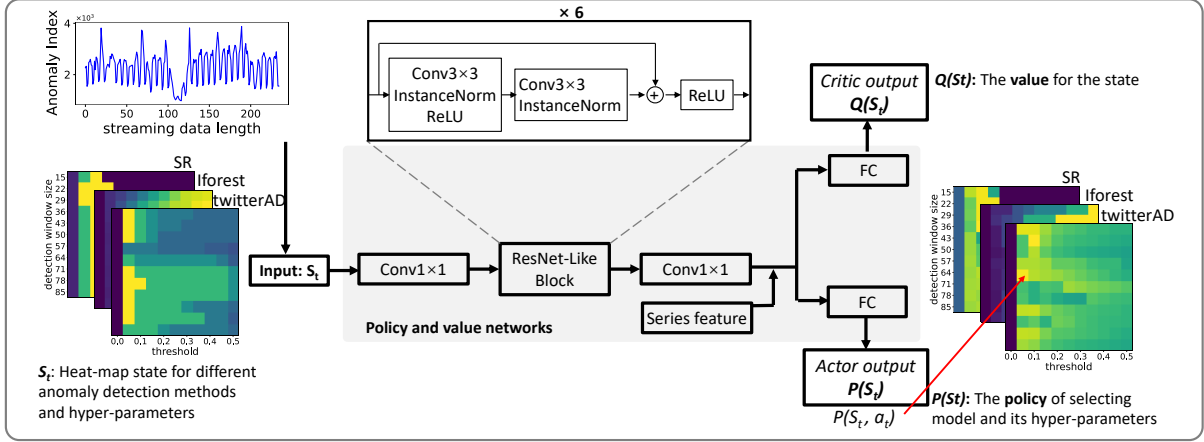 ×10³
4
2
Anomaly Index
0 50 100 150 200
streaming data length
× 6
Conv3×3
InstanceNorm
ReLU
Conv3×3
InstanceNorm
+
ReLU
Critic output
Q(Sₜ)
Q(St): The value for the state
SR
Iforest
twitterAD
detection window size
15
22
29
36
43
50
57
64
71
78
85
0.0 0.1 0.2 0.3 0.4 0.5
threshold
Input: Sₜ
Conv1×1
ResNet-Like
Block
Conv1×1
Series feature
FC
FC
Policy and value networks
Actor output
P(Sₜ)
P(Sₜ, aₜ)
SR
Iforest
twitterAD
detection window size
15
22
29
36
43
50
57
64
71
78
85
0.0 0.1 0.2 0.3 0.4 0.5
threshold
Sₜ: Heat-map state for different
anomaly detection methods
and hyper-parameters
P(St): The policy of selecting
model and its hyper-parameters